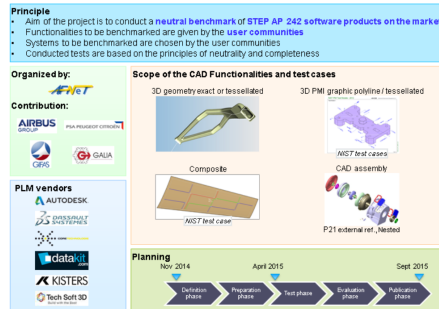 Principle
• Aim of the project is to conduct a neutral benchmark of STEP AP 242 software products on the marke
• Functionalities to be benchmarked are given by the user communities
• Systems to be benchmarked are chosen by the user communities
• Conducted tests are based on the principles of neutrality and completeness
Organized by:
AFNeT
Contribution:
AIRBUS
GROUP
PSA PEUGEOT CITROËN
GIFAS
GALIA
PLM vendors
AUTODESK.
DASSAULT
SYSTEMES
datakit
.com
KISTERS
Tech Soft 3D
Scope of the CAD Functionalities and test cases
3D geometry exact or tessellated
3D PMI graphic polyline / tessellated
NIST test cases
Composite
NIST test cases
CAD assembly
P21 external ref., Nested
Planning
Nov 2014
April 2015
Sept 2015
Definition
phase
Preparation
phase
Test phase
Evaluation
phase
Publication
phase